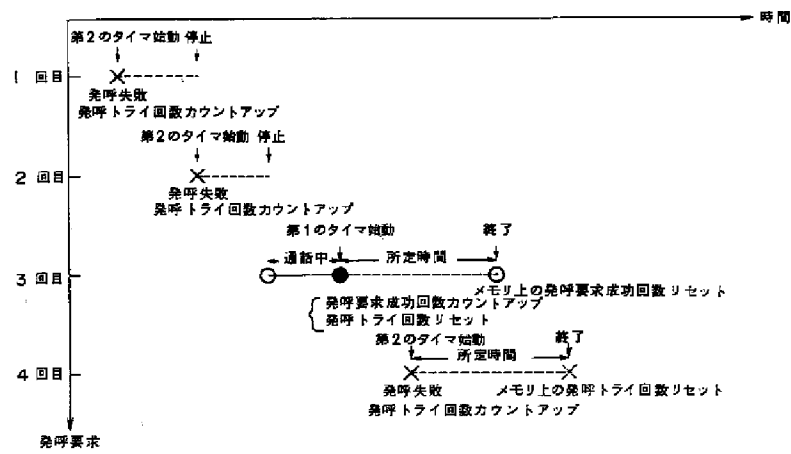 時間
第2のタイマ始動 停止
1 回目
発呼失敗
発呼トライ回数カウントアップ
第2のタイマ始動 停止
2 回目
発呼失敗
発呼トライ回数カウントアップ
第1のタイマ始動 終了
通話中 所定時間
3 回目
メモリ上の発呼要求成功回数リセット
発呼要求成功回数カウントアップ
発呼トライ回数リセット
第2のタイマ始動 終了
所定時間
4 回目
発呼失敗 メモリ上の発呼トライ回数リセット
発呼トライ回数カウントアップ
発呼要求